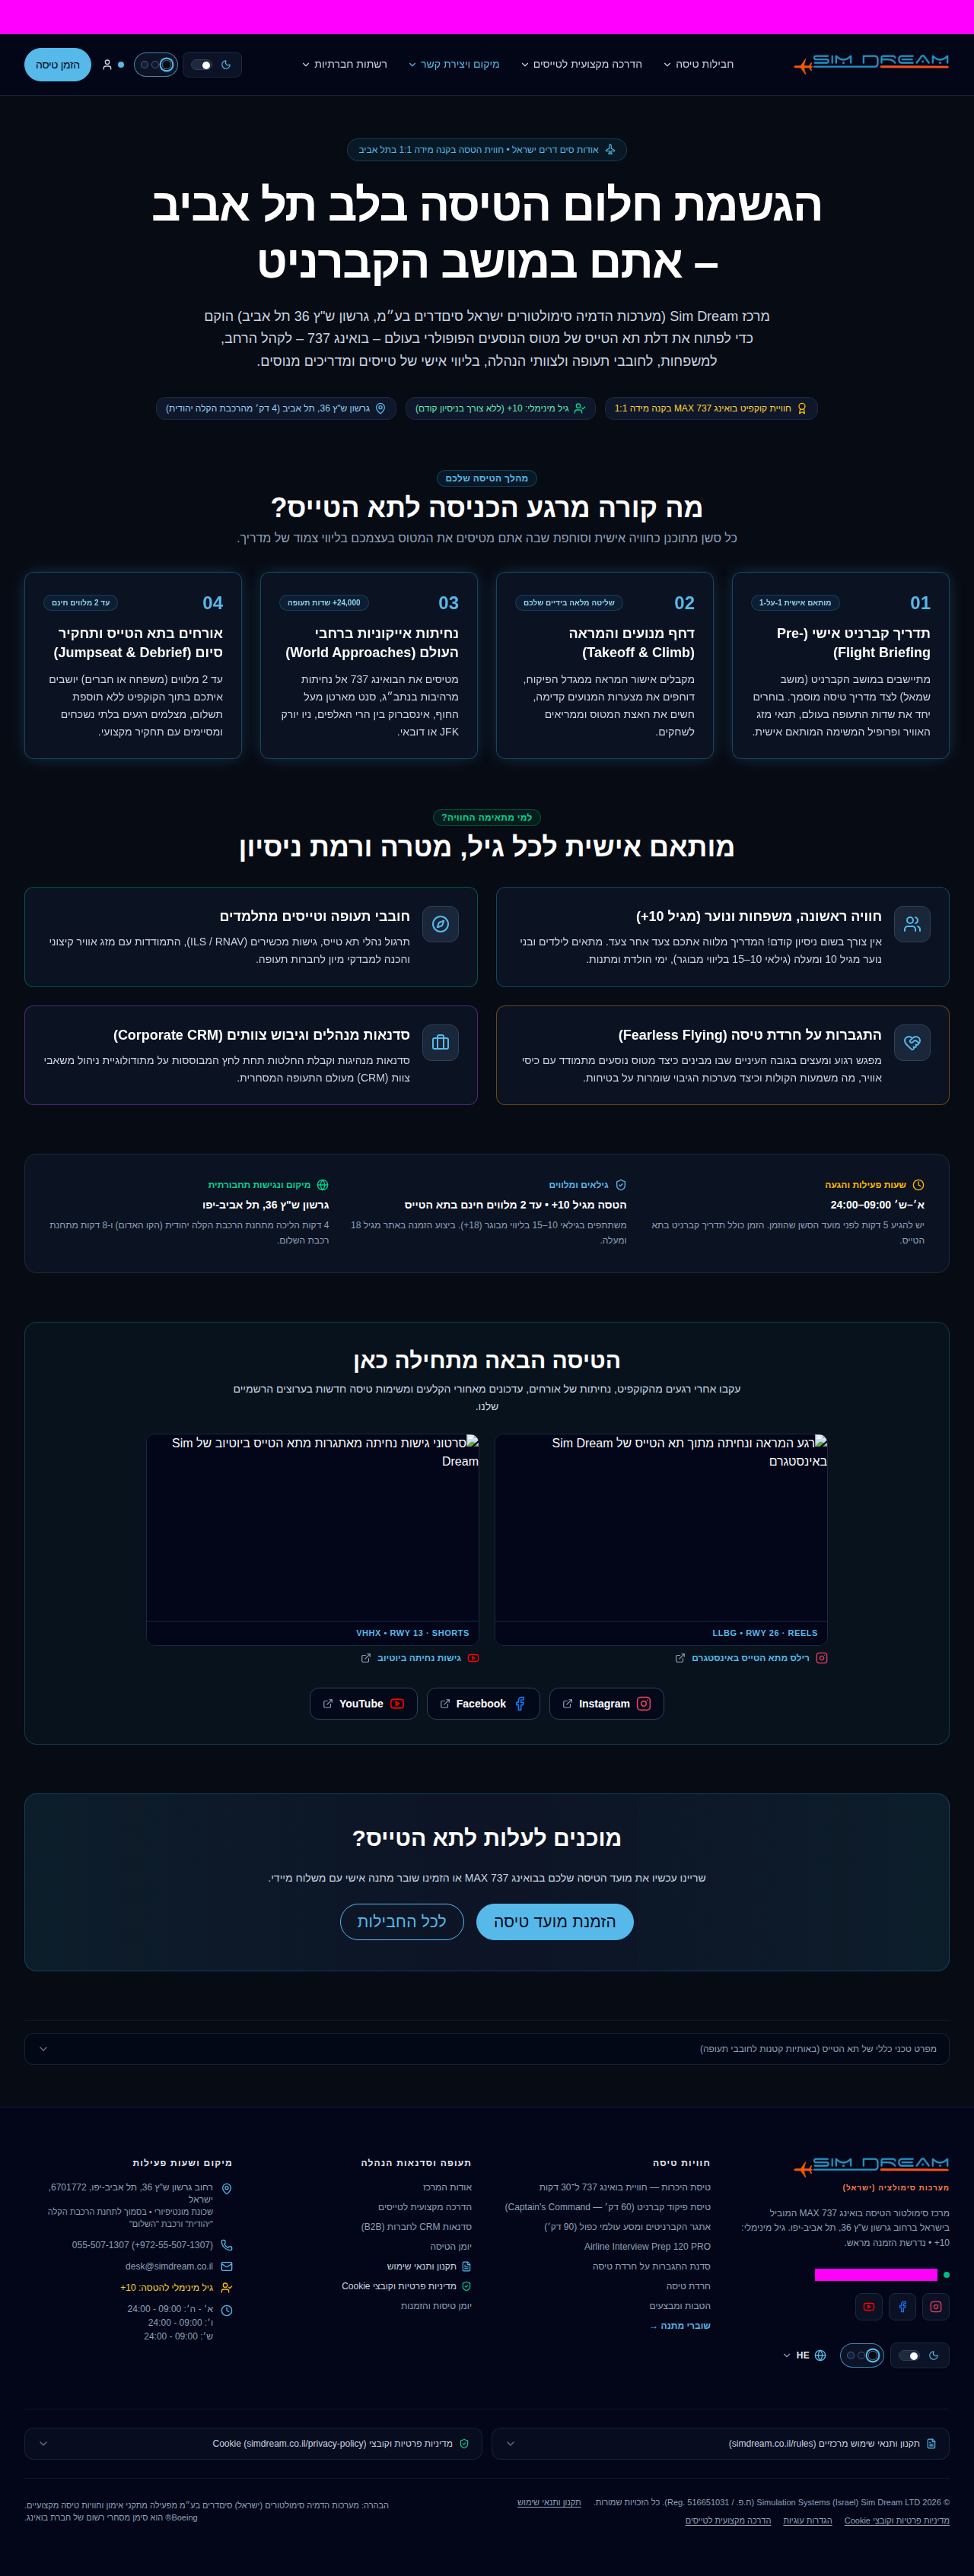 SIM DREAM
חבילות טיסה
הדרכה מקצועית לטייסים
מיקום ויצירת קשר
רשתות חברתיות
הזמן טיסה
אודות סים דרים ישראל • חווית הטסה בקנה מידה 1:1 בתל אביב
הגשמת חלום הטיסה בלב תל אביב
– אתם במושב הקברניט
מרכז Sim Dream (מערכות הדמיה סימולטורים ישראל סימדרים בע״מ, גרשון ש"ץ 36 תל אביב) הוקם
כדי לפתוח את דלת תא הטייס של מטוס הנוסעים הפופולרי בעולם – בואינג 737 – לקהל הרחב,
למשפחות, לחובבי תעופה ולצוותי הנהלה, בליווי אישי של טייסים ומדריכים מנוסים.
חוויית קוקפיט בואינג 737 MAX בקנה מידה 1:1
גיל מינימלי: 10+ (ללא צורך בניסיון קודם)
גרשון ש"ץ 36, תל אביב (4 דק׳ מהרכבת הקלה יהודית)
מהלך הטיסה שלכם
מה קורה מרגע הכניסה לתא הטייס?
כל סשן מתוכנן כחוויה אישית וסוחפת שבה אתם מטיסים את המטוס בעצמכם בליווי צמוד של מדריך.
01
מותאם אישית 1-על-1
תדריך קברניט אישי (Pre-
Flight Briefing)
מתיישבים במושב הקברניט (מושב
שמאל) לצד מדריך טיסה מוסמך. בוחרים
יחד את שדות התעופה בעולם, תנאי מזג
האוויר ופרופיל המשימה המותאם אישית.
02
שליטה מלאה בידיים שלכם
דחף מנועים והמראה
(Takeoff & Climb)
מקבלים אישור המראה ממגדל הפיקוח,
דוחפים את מצערות המנועים קדימה,
חשים את האצת המטוס וממריאים
לשחקים.
03
24,000+ שדות תעופה
נחיתות אייקוניות ברחבי
העולם (World Approaches)
מטיסים את הבואינג 737 אל נחיתות
מרהיבות בנתב״ג, סנט מארטן מעל
החוף, אינסברוק בין הרי האלפים, ניו יורק
JFK או דובאי.
04
עד 2 מלווים חינם
אורחים בתא הטייס ותחקיר
סיום (Jumpseat & Debrief)
עד 2 מלווים (משפחה או חברים) יושבים
איתכם בתוך הקוקפיט ללא תוספת
תשלום, מצלמים רגעים בלתי נשכחים
ומסיימים עם תחקיר מקצועי.
למי מתאימה החוויה?
מותאם אישית לכל גיל, מטרה ורמת ניסיון
חוויה ראשונה, משפחות ונוער (מגיל 10+)
אין צורך בשום ניסיון קודם! המדריך מלווה אתכם צעד אחר צעד. מתאים לילדים ובני
נוער מגיל 10 ומעלה (גילאי 10–15 בליווי מבוגר), ימי הולדת ומתנות.
חובבי תעופה וטייסים מתלמדים
תרגול נהלי תא טייס, גישות מכשירים (ILS / RNAV), התמודדות עם מזג אוויר קיצוני
והכנה למבדקי מיון לחברות תעופה.
התגברות על חרדת טיסה (Fearless Flying)
מפגש רגוע ומעצים בגובה העיניים שבו מבינים כיצד מטוס נוסעים מתמודד עם כיסי
אוויר, מה משמעות הקולות וכיצד מערכות הגיבוי שומרות על בטיחות.
סדנאות מנהלים וגיבוש צוותים (Corporate CRM)
סדנאות מנהיגות וקבלת החלטות תחת לחץ המבוססות על מתודולוגיית ניהול משאבי
צוות (CRM) מעולם התעופה המסחרית.
שעות פעילות והגעה
א׳–ש׳ 09:00–24:00
יש להגיע 5 דקות לפני מועד הסשן שהוזמן. הזמן כולל תדריך קברניט בתא
הטייס.
גילאים ומלווים
הטסה מגיל 10+ • עד 2 מלווים חינם בתא הטייס
משתתפים בגילאי 10–15 בליווי מבוגר (18+). ביצוע הזמנה באתר מגיל 18
ומעלה.
מיקום ונגישות תחבורתית
גרשון ש"ץ 36, תל אביב-יפו
4 דקות הליכה מתחנת הרכבת הקלה יהודית (הקו האדום) ו-8 דקות מתחנת
רכבת השלום.
הטיסה הבאה מתחילה כאן
עקבו אחרי רגעים מהקוקפיט, נחיתות של אורחים, עדכונים מאחורי הקלעים ומשימות טיסה חדשות בערוצים הרשמיים
שלנו.
רגע המראה ונחיתה מתוך תא הטייס של Sim Dream
באינסטגרם
LLBG • RWY 26 · REELS
רילס מתא הטייס באינסטגרם
סרטוני גישות נחיתה מאתגרות מתא הטייס ביוטיוב של Sim
Dream
VHHX • RWY 13 · SHORTS
גישות נחיתה ביוטיוב
Instagram
Facebook
YouTube
מוכנים לעלות לתא הטייס?
שריינו עכשיו את מועד הטיסה שלכם בבואינג 737 MAX או הזמינו שובר מתנה אישי עם משלוח מיידי.
הזמנת מועד טיסה
לכל החבילות
מפרט טכני כללי של תא הטייס (באותיות קטנות לחובבי תעופה)
SIM DREAM
מערכות סימולציה (ישראל)
מרכז סימולטור הטיסה בואינג 737 MAX המוביל
בישראל ברחוב גרשון ש"ץ 36, תל אביב-יפו. גיל מינימלי:
10+ • נדרשת הזמנה מראש.
HE
חוויות טיסה
טיסת היכרות — חוויית בואינג 737 ל־30 דקות
טיסת פיקוד קברניט (60 דק׳) — Captain's Command
אתגר הקברניטים ומסע עולמי כפול (90 דק׳)
Airline Interview Prep 120 PRO
סדנת התגברות על חרדת טיסה
חרדת טיסה
הטבות ומבצעים
שוברי מתנה →
תעופה וסדנאות הנהלה
אודות המרכז
הדרכה מקצועית לטייסים
סדנאות CRM לחברות (B2B)
יומן הטיסה
תקנון ותנאי שימוש
מדיניות פרטיות וקובצי Cookie
יומן טיסות והזמנות
מיקום ושעות פעילות
רחוב גרשון ש"ץ 36, תל אביב-יפו, 6701772,
ישראל
שכונת מונטיפיורי • בסמוך לתחנת הרכבת הקלה
"יהודית" ורכבת "השלום"
055-507-1307 (+972-55-507-1307)
desk@simdream.co.il
גיל מינימלי להטסה: 10+
א׳ - ה׳: 09:00 - 24:00
ו׳: 09:00 - 24:00
ש׳: 09:00 - 24:00
תקנון ותנאי שימוש מרכזיים (simdream.co.il/rules)
מדיניות פרטיות וקובצי Cookie (simdream.co.il/privacy-policy)
© 2026 Simulation Systems (Israel) Sim Dream LTD (ח.פ. / Reg. 516651031). כל הזכויות שמורות.
תקנון ותנאי שימוש
מדיניות פרטיות וקובצי Cookie
הגדרות עוגיות
הדרכה מקצועית לטייסים
הבהרה: מערכות הדמיה סימולטורים (ישראל) סימדרים בע״מ מפעילה מתקני אימון וחוויות טיסה מקצועיים.
Boeing® הוא סימן מסחרי רשום של חברת בואינג.